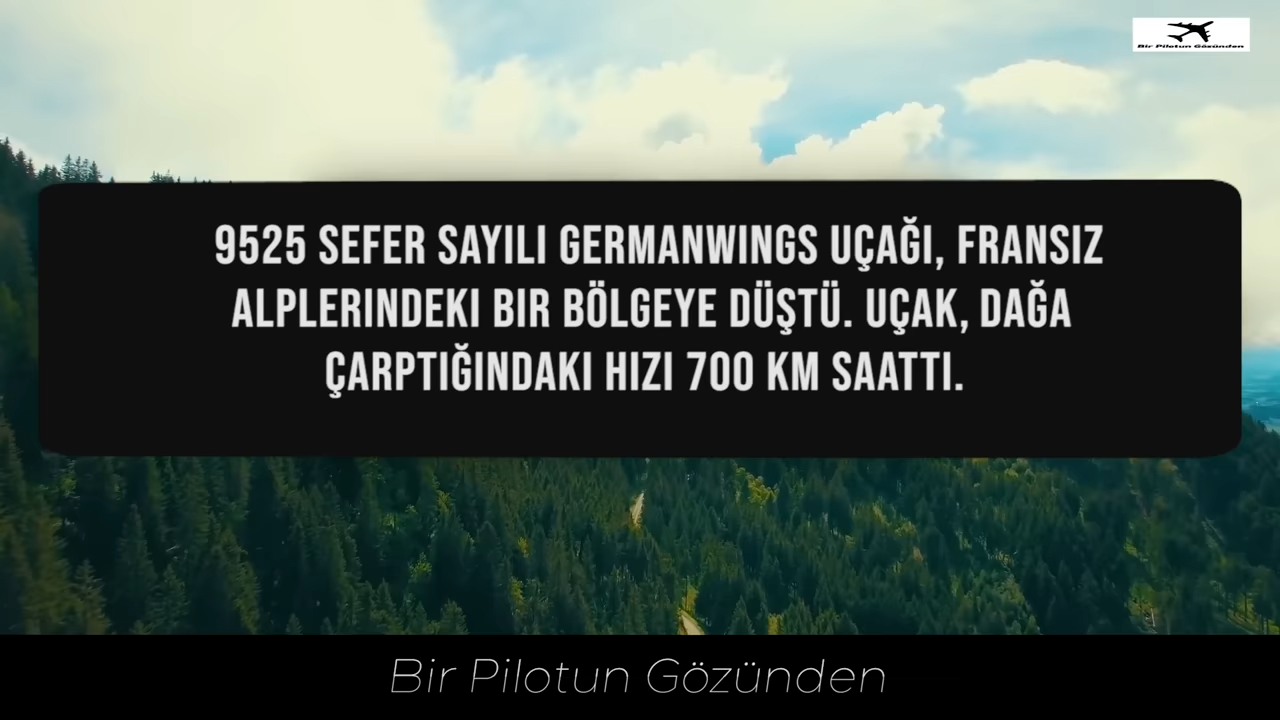 Bir Pilotun Gözünden
9525 SEFER SAYILI GERMANWINGS UÇAĞI, FRANSIZ
ALPLERINDEKI BIR BÖLGEYE DÜŞTÜ. UÇAK, DAĞA
ÇARPTIĞINDAKI HIZI 700 KM SAATTI.
Bir Pilotun Gözünden